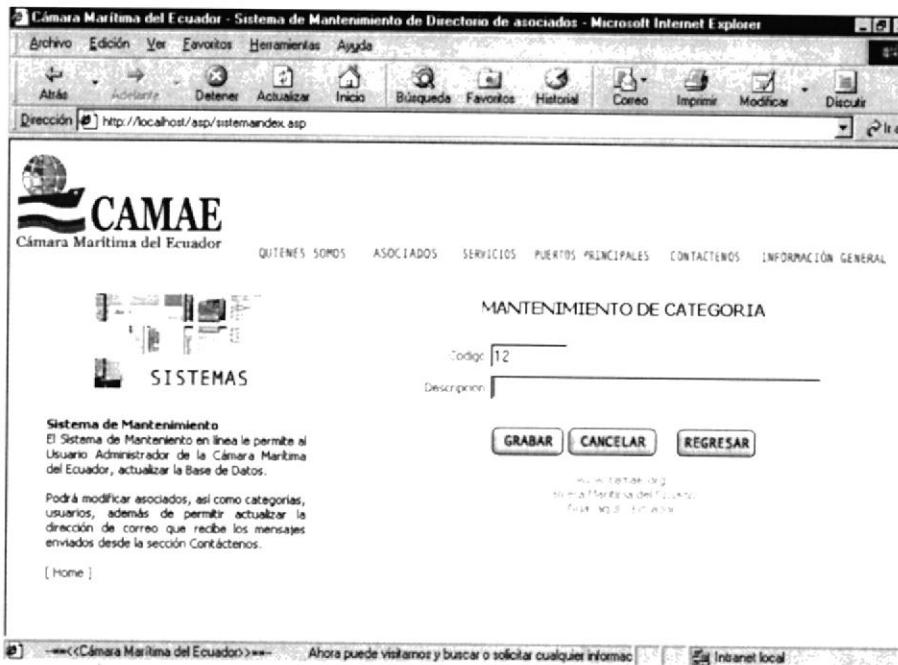 Cámara Marítima del Ecuador - Sistema de Mantenimiento de Directorio de asociados - Microsoft Internet Explorer
Archivo Edición Ver Favoritos Herramientas Ayuda
Atrás Adelante Detener Actualizar Inicio Búsqueda Favoritos Historial Correo Imprimir Modificar Discutir
Dirección http://localhost/asp/sistemaindex.asp Ir a
CAMAE
Cámara Marítima del Ecuador
QUIENES SOMOS ASOCIADOS SERVICIOS PUERTOS PRINCIPALES CONTACTENOS INFORMACIÓN GENERAL
SISTEMAS
MANTENIMIENTO DE CATEGORIA
Codigo 12
Descripcion
GRABAR CANCELAR REGRESAR
www.camae.org
Sistema de Mantenimiento
El Sistema de Manteniento en línea le permite al
Usuario Administrador de la Cámara Marítima
del Ecuador, actualizar la Base de Datos.
Podrá modificar asociados, así como categorías,
usuarios, además de permitir actualizar la
dirección de correo que recibe los mensajes
enviados desde la sección Contáctenos.
[ Home ]
--==<<Cámara Marítima del Ecuador>>==-- Ahora puede visitarnos y buscar o solicitar cualquier informac Intranet local